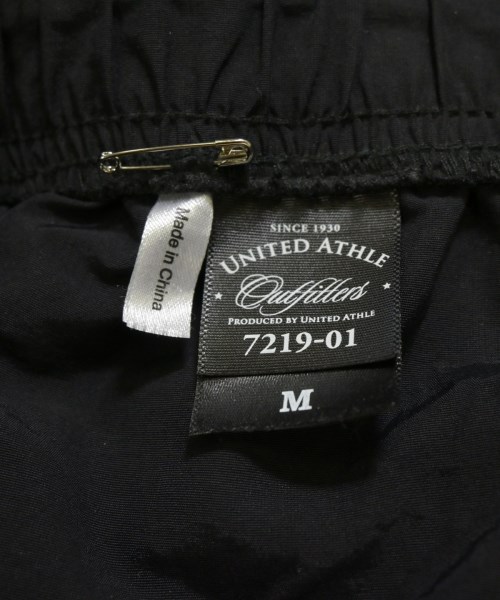 Made in China
SINCE 1930
UNITED ATHLE
Outfitters
PRODUCED BY UNITED ATHLE
7219-01
M